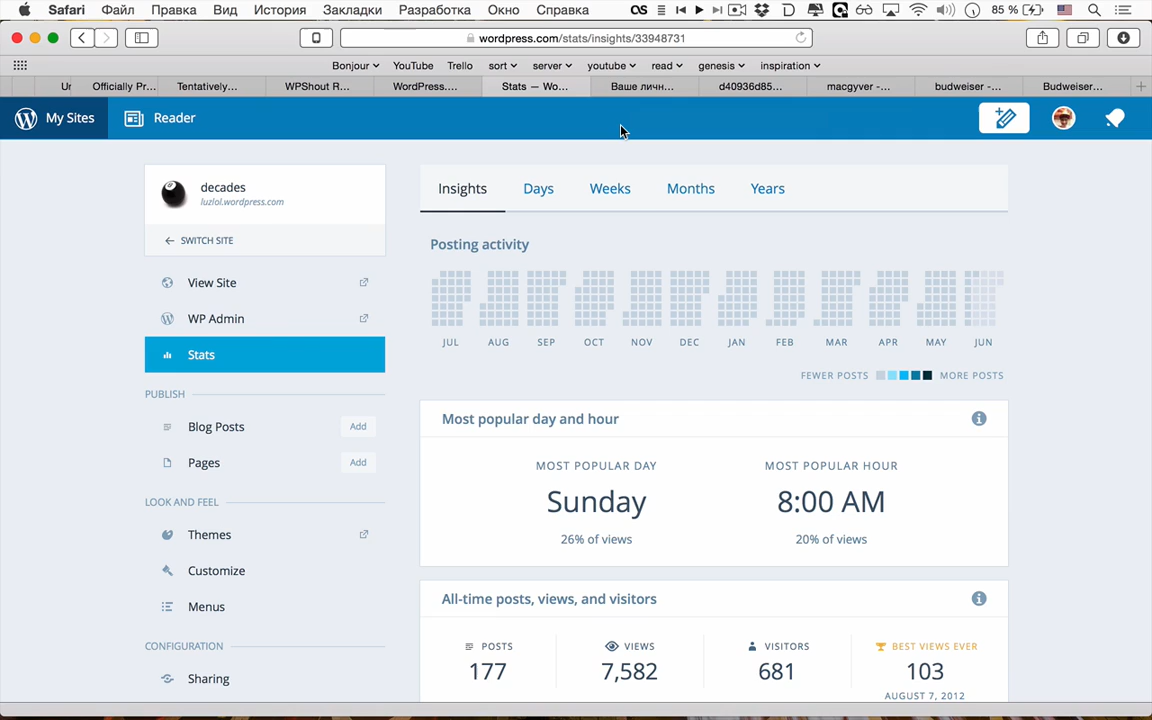 Safari Файл Правка Вид История Закладки Разработка Окно Справка 85 %
wordpress.com/stats/insights/33948731
Bonjour YouTube Trello sort server youtube read genesis inspiration
Ur Officially Pr... Tentatively... WPShout R... WordPress.... Stats — Wo... Ваше личн... d40936d85... macgyver -... budweiser -... Budweiser...
My Sites Reader
decades
luzlol.wordpress.com
SWITCH SITE
View Site
WP Admin
Stats
PUBLISH
Blog Posts Add
Pages Add
LOOK AND FEEL
Themes
Customize
Menus
CONFIGURATION
Sharing
Insights Days Weeks Months Years
Posting activity
JUL AUG SEP OCT NOV DEC JAN FEB MAR APR MAY JUN
FEWER POSTS MORE POSTS
Most popular day and hour
MOST POPULAR DAY MOST POPULAR HOUR
Sunday 8:00 AM
26% of views 20% of views
All-time posts, views, and visitors
POSTS VIEWS VISITORS BEST VIEWS EVER
177 7,582 681 103
AUGUST 7, 2012